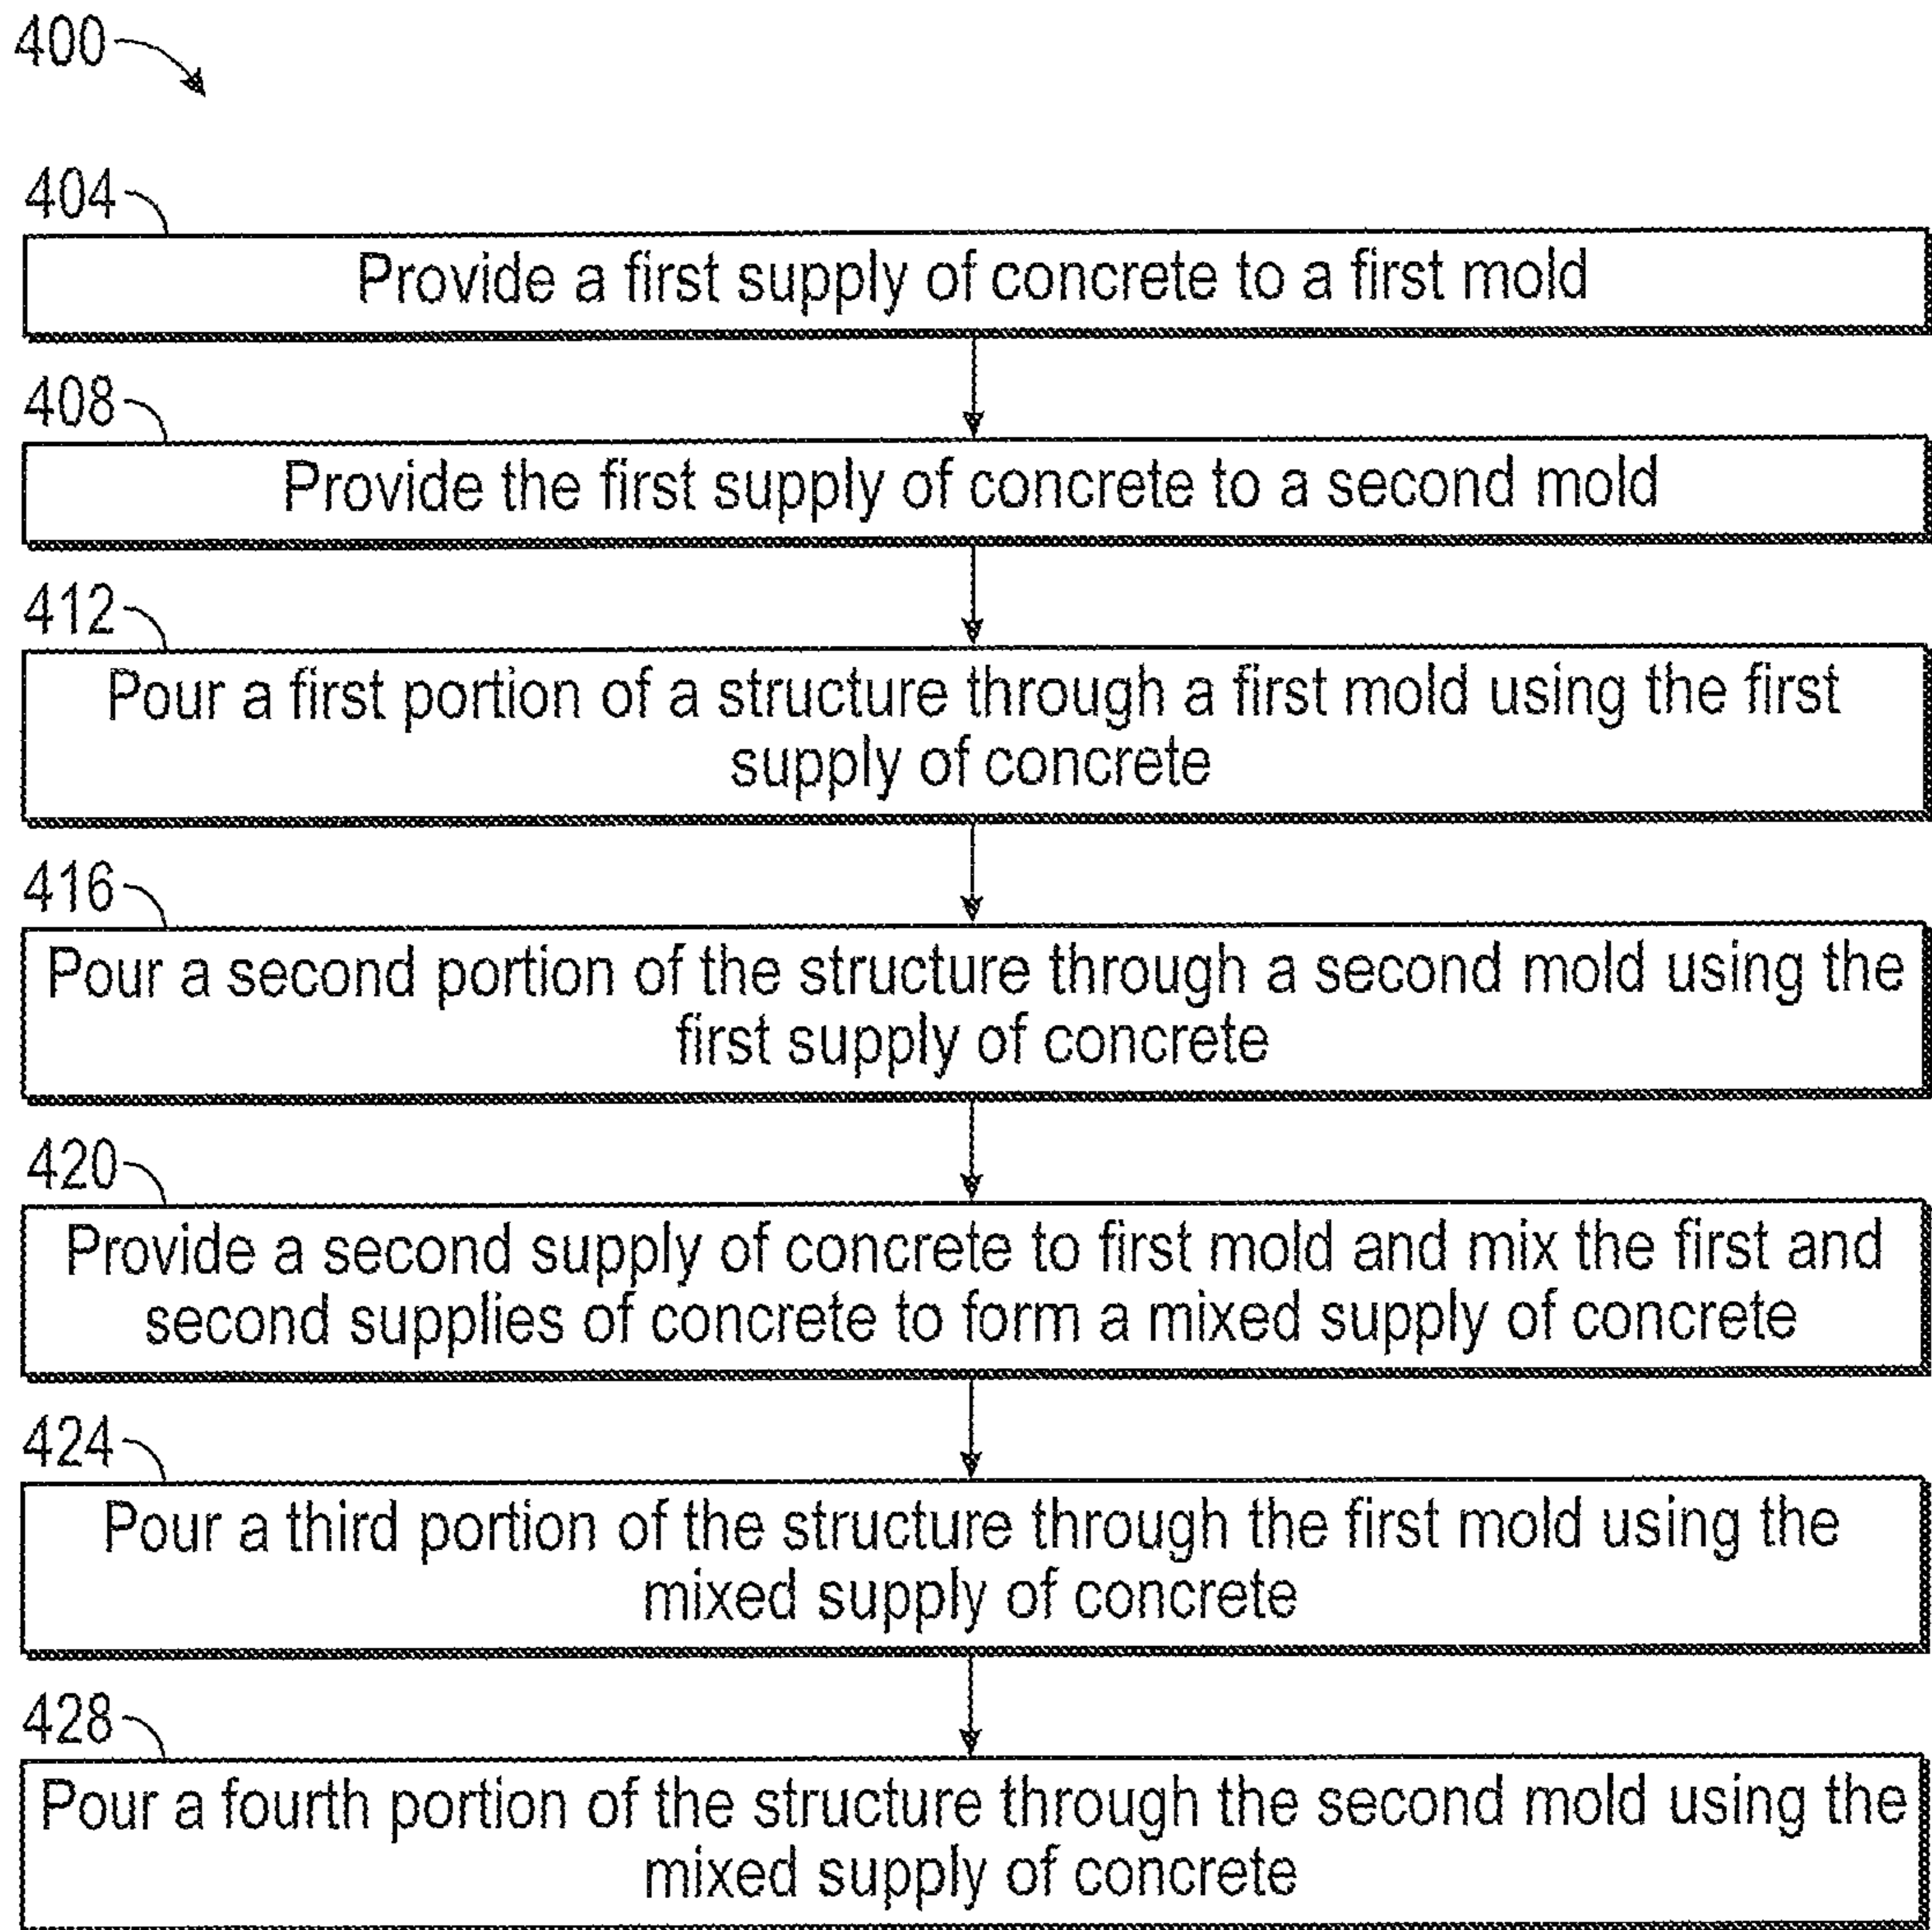 400
404
Provide a first supply of concrete to a first mold
408
Provide the first supply of concrete to a second mold
412
Pour a first portion of a structure through a first mold using the first
supply of concrete
416
Pour a second portion of the structure through a second mold using the
first supply of concrete
420
Provide a second supply of concrete to first mold and mix the first and
second supplies of concrete to form a mixed supply of concrete
424
Pour a third portion of the structure through the first mold using the
mixed supply of concrete
428
Pour a fourth portion of the structure through the second mold using the
mixed supply of concrete